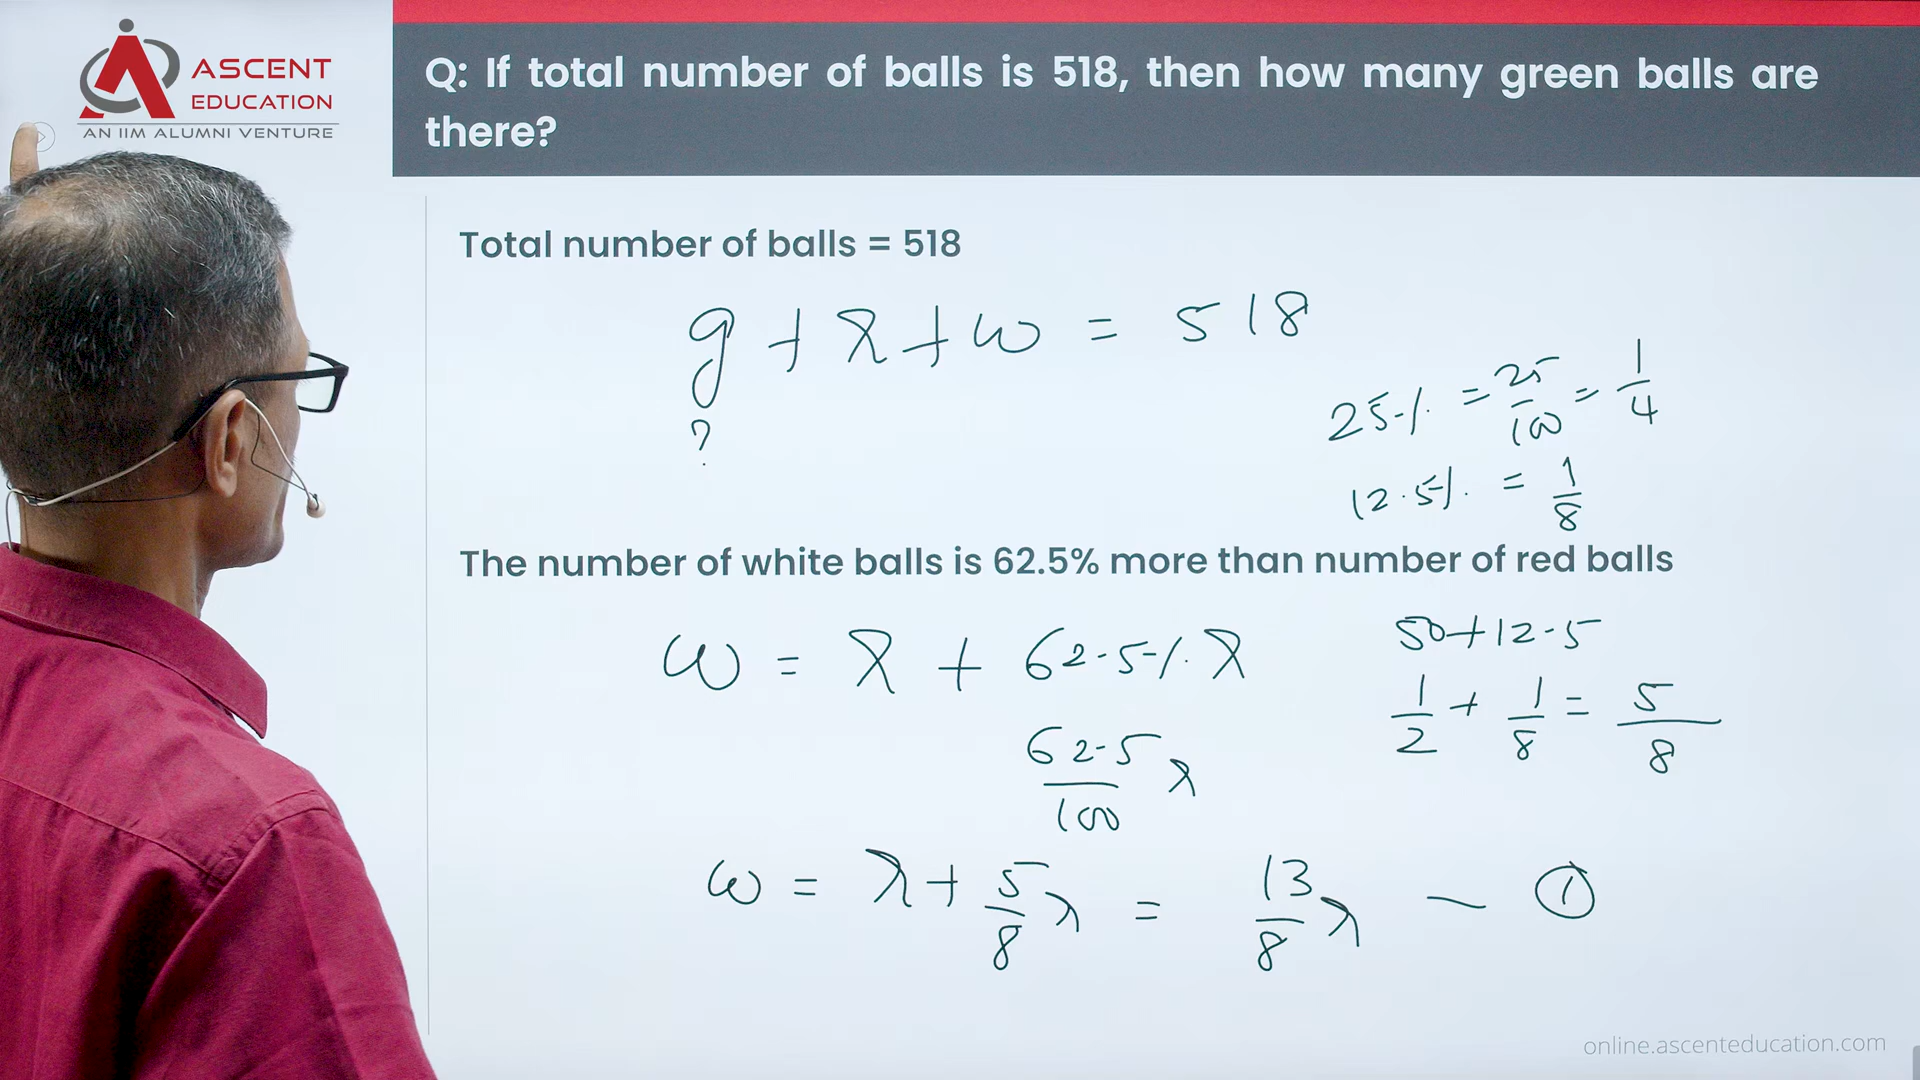 ASCENT
EDUCATION
AN IIM ALUMNI VENTURE
Q: If total number of balls is 518, then how many green balls are
there?
Total number of balls = 518
g + r + w = 518
?
25% = 25/100 = 1/4
12.5% = 1/8
The number of white balls is 62.5% more than number of red balls
w = r + 62.5% r
62.5/100 r
50+12.5
1/2 + 1/8 = 5/8
w = r + 5/8 r = 13/8 r — ①
online.ascenteducation.com